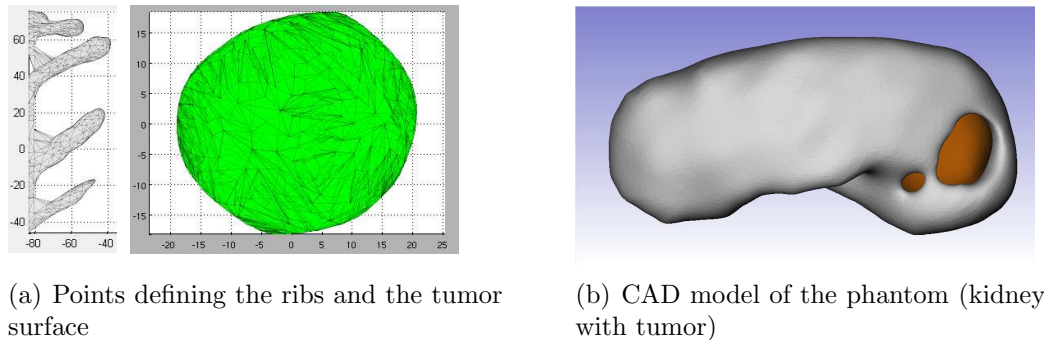 60
40
20
0
-20
-40
-80 -60 -40
15
10
5
0
-5
-10
-15
-20 -15 -10 -5 0 5 10 15 20 25
(a) Points defining the ribs and the tumor
surface
(b) CAD model of the phantom (kidney
with tumor)